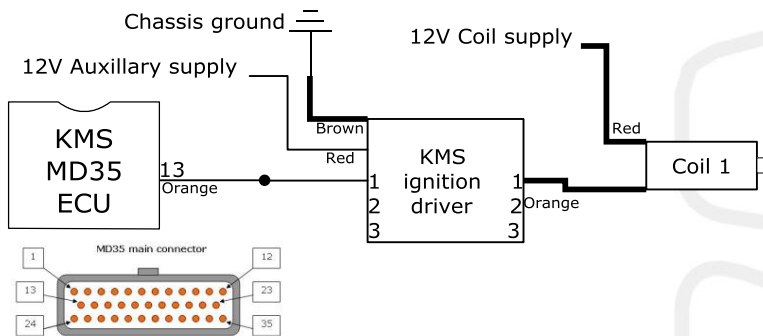 Chassis ground
12V Coil supply
12V Auxillary supply
Brown
Red
Red
KMS
MD35
ECU
13
Orange
KMS
ignition
driver
1
2
3
1
2
3
Orange
Coil 1
MD35 main connector
1
12
13
23
24
35